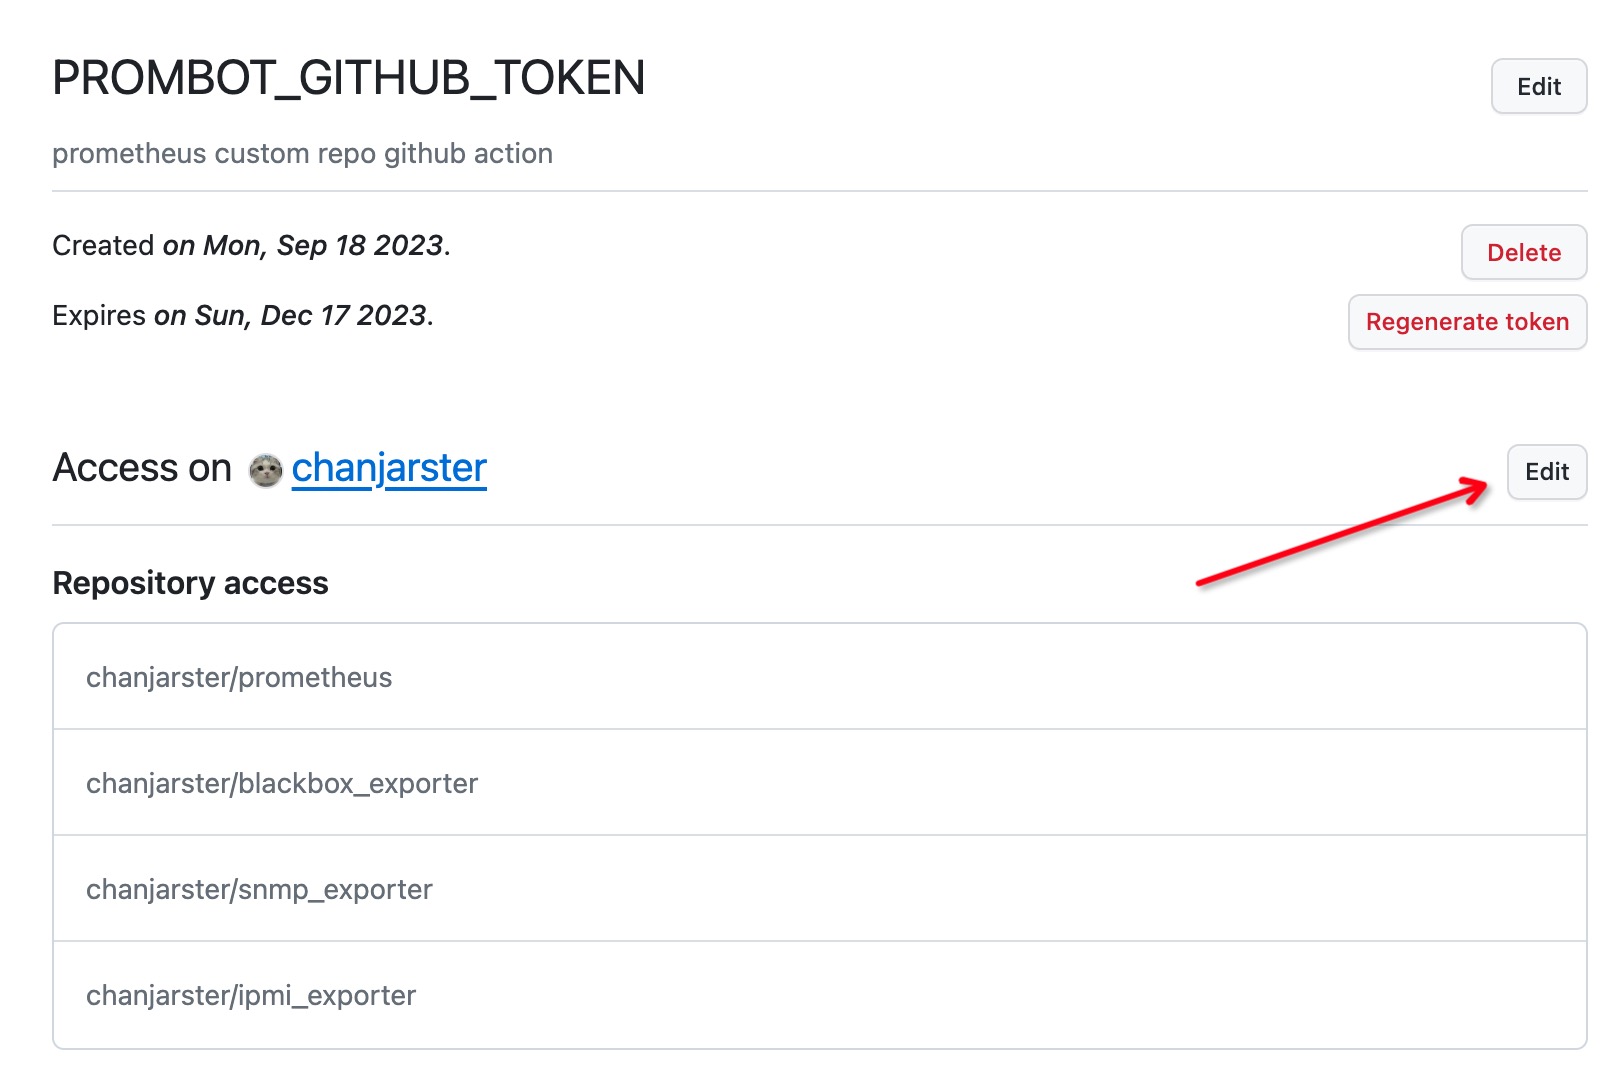 PROMBOT_GITHUB_TOKEN
Edit
prometheus custom repo github action
Created on Mon, Sep 18 2023.
Delete
Expires on Sun, Dec 17 2023.
Regenerate token
Access on chanjarster
Edit
Repository access
chanjarster/prometheus
chanjarster/blackbox_exporter
chanjarster/snmp_exporter
chanjarster/ipmi_exporter